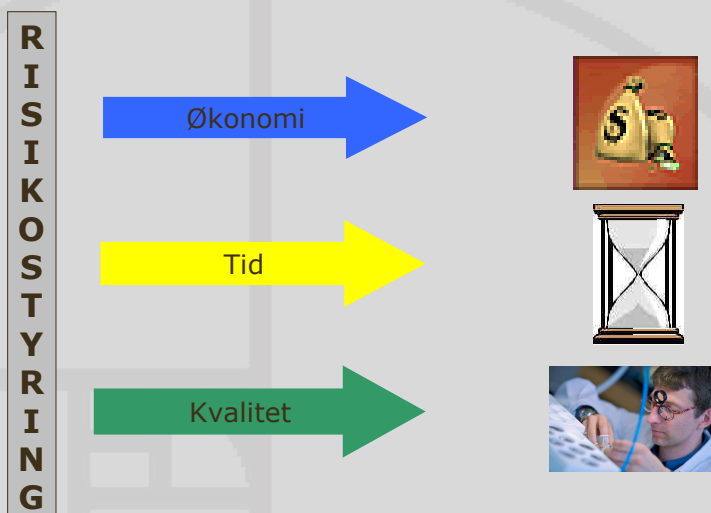 RISIKOSTYRING
Økonomi
$
Tid
Kvalitet